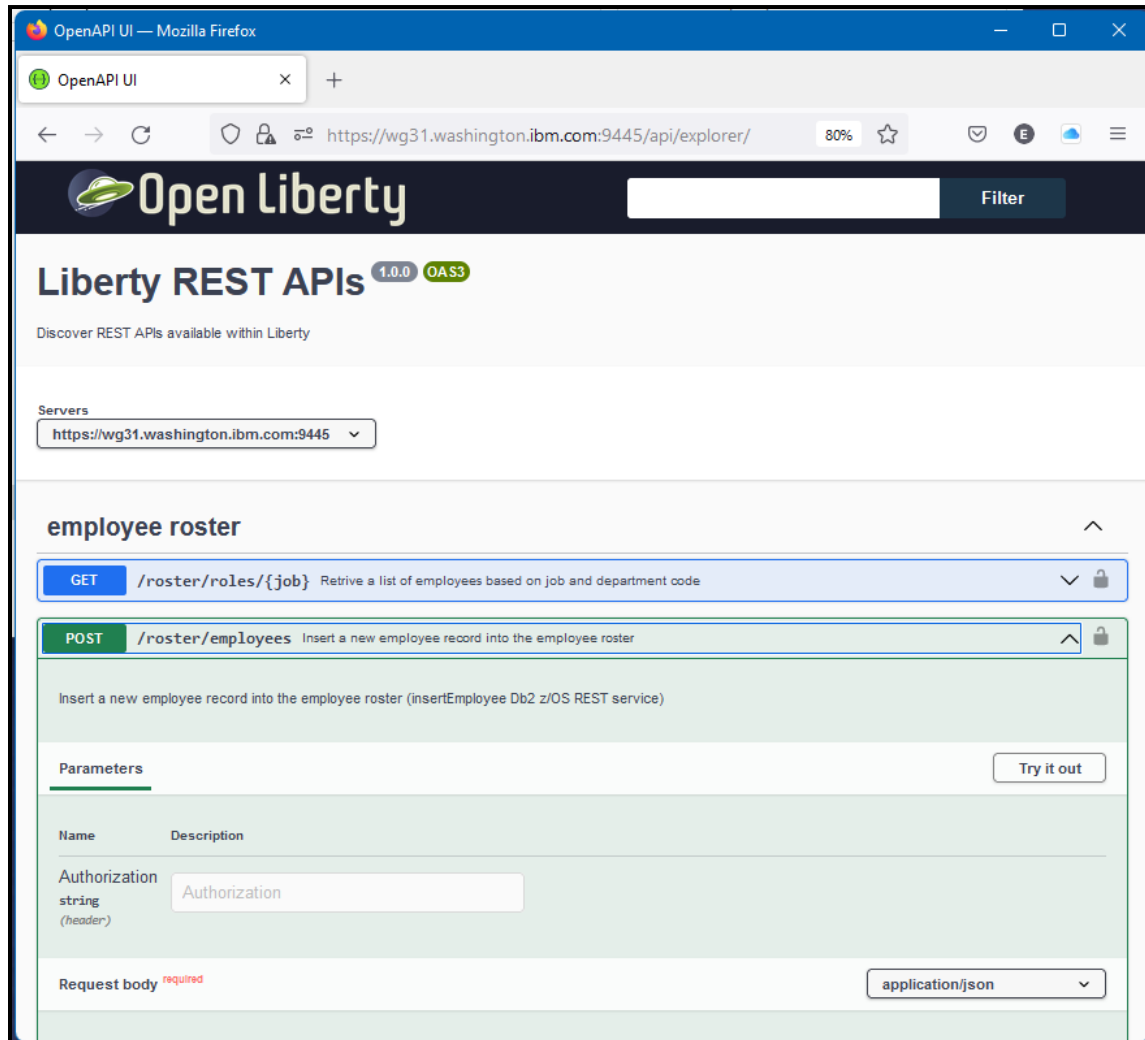 OpenAPI UI — Mozilla Firefox
OpenAPI UI
https://wg31.washington.ibm.com:9445/api/explorer/ 80% E
Open Liberty Filter
Liberty REST APIs 1.0.0 OAS3
Discover REST APIs available within Liberty
Servers
https://wg31.washington.ibm.com:9445
employee roster
GET /roster/roles/{job} Retrive a list of employees based on job and department code
POST /roster/employees Insert a new employee record into the employee roster
Insert a new employee record into the employee roster (insertEmployee Db2 z/OS REST service)
Parameters Try it out
Name Description
Authorization
string
(header)
Authorization
Request body required application/json